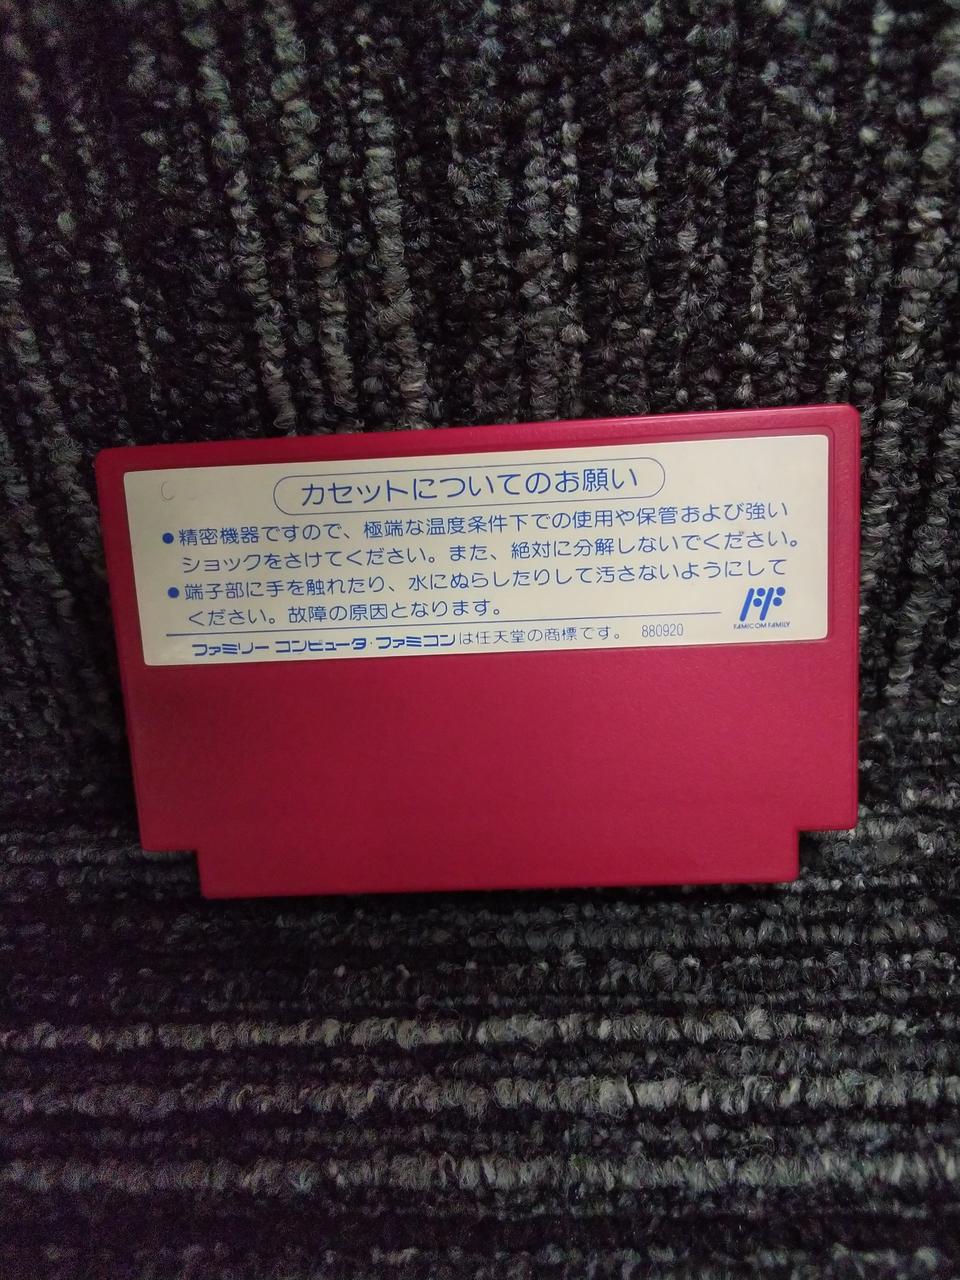 カセットについてのお願い
●精密機器ですので、極端な温度条件下での使用や保管および強い
ショックをさけてください。また、絶対に分解しないでください。
●端子部に手を触れたり、水にぬらしたりして汚さないようにして
ください。故障の原因となります。
FAMICOM FAMILY
ファミリー コンピュータ・ファミコンは任天堂の商標です。 880920